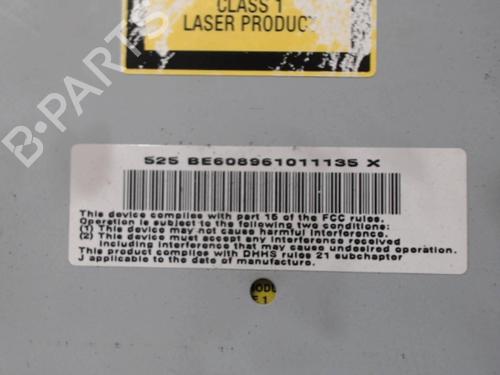 CLASS 1
LASER PRODUCT
B-PARTS
525 BE608961011135 X
This device complies with part 15 of the FCC rules.
Operation is subject to the following two conditions:
(1) This device may not cause harmful interference.
(2) This device must accept any interference received
including interference that may cause undesired operation.
This product complies with DHHS rules 21 subchapter
J applicable to the date of manufacture.